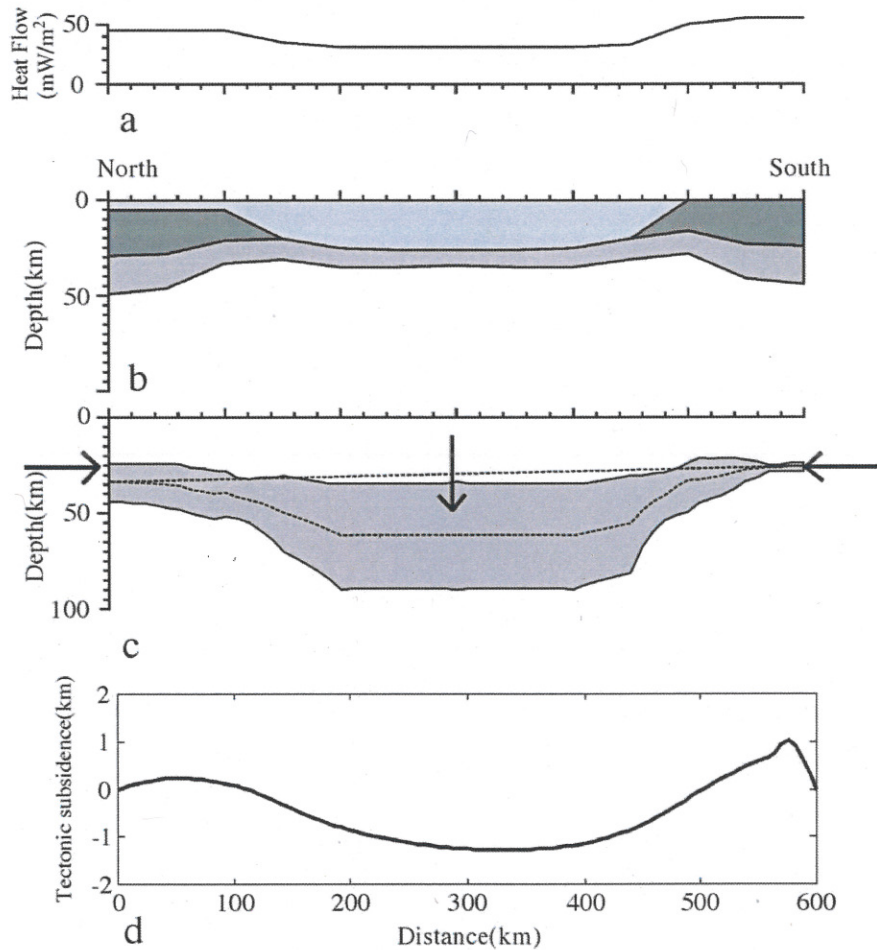 Heat Flow
(mW/m²)
50
0
a
North
South
Depth(km)
0
50
b
Depth(km)
0
50
100
c
Tectonic subsidence(km)
2
1
0
-1
-2
0 100 200 300 400 500 600
Distance(km)
d